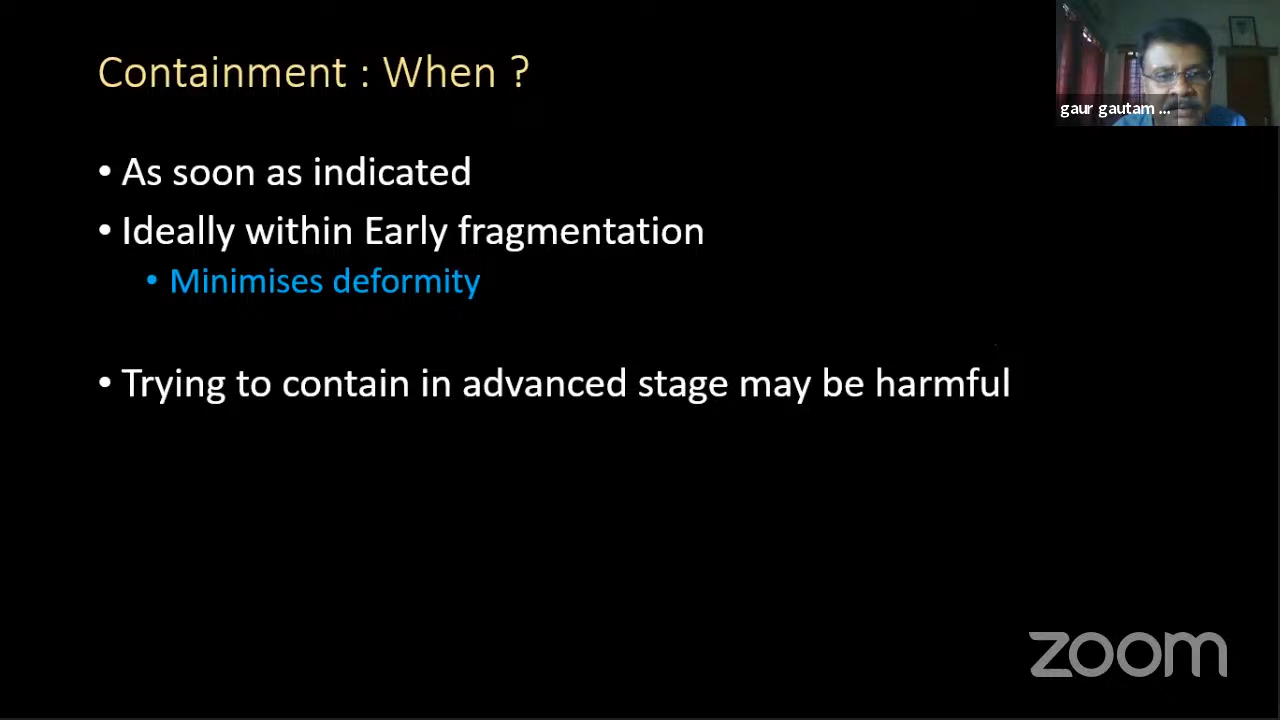 Containment : When ?
gaur gautam ...
• As soon as indicated
• Ideally within Early fragmentation
• Minimises deformity
• Trying to contain in advanced stage may be harmful
zoom